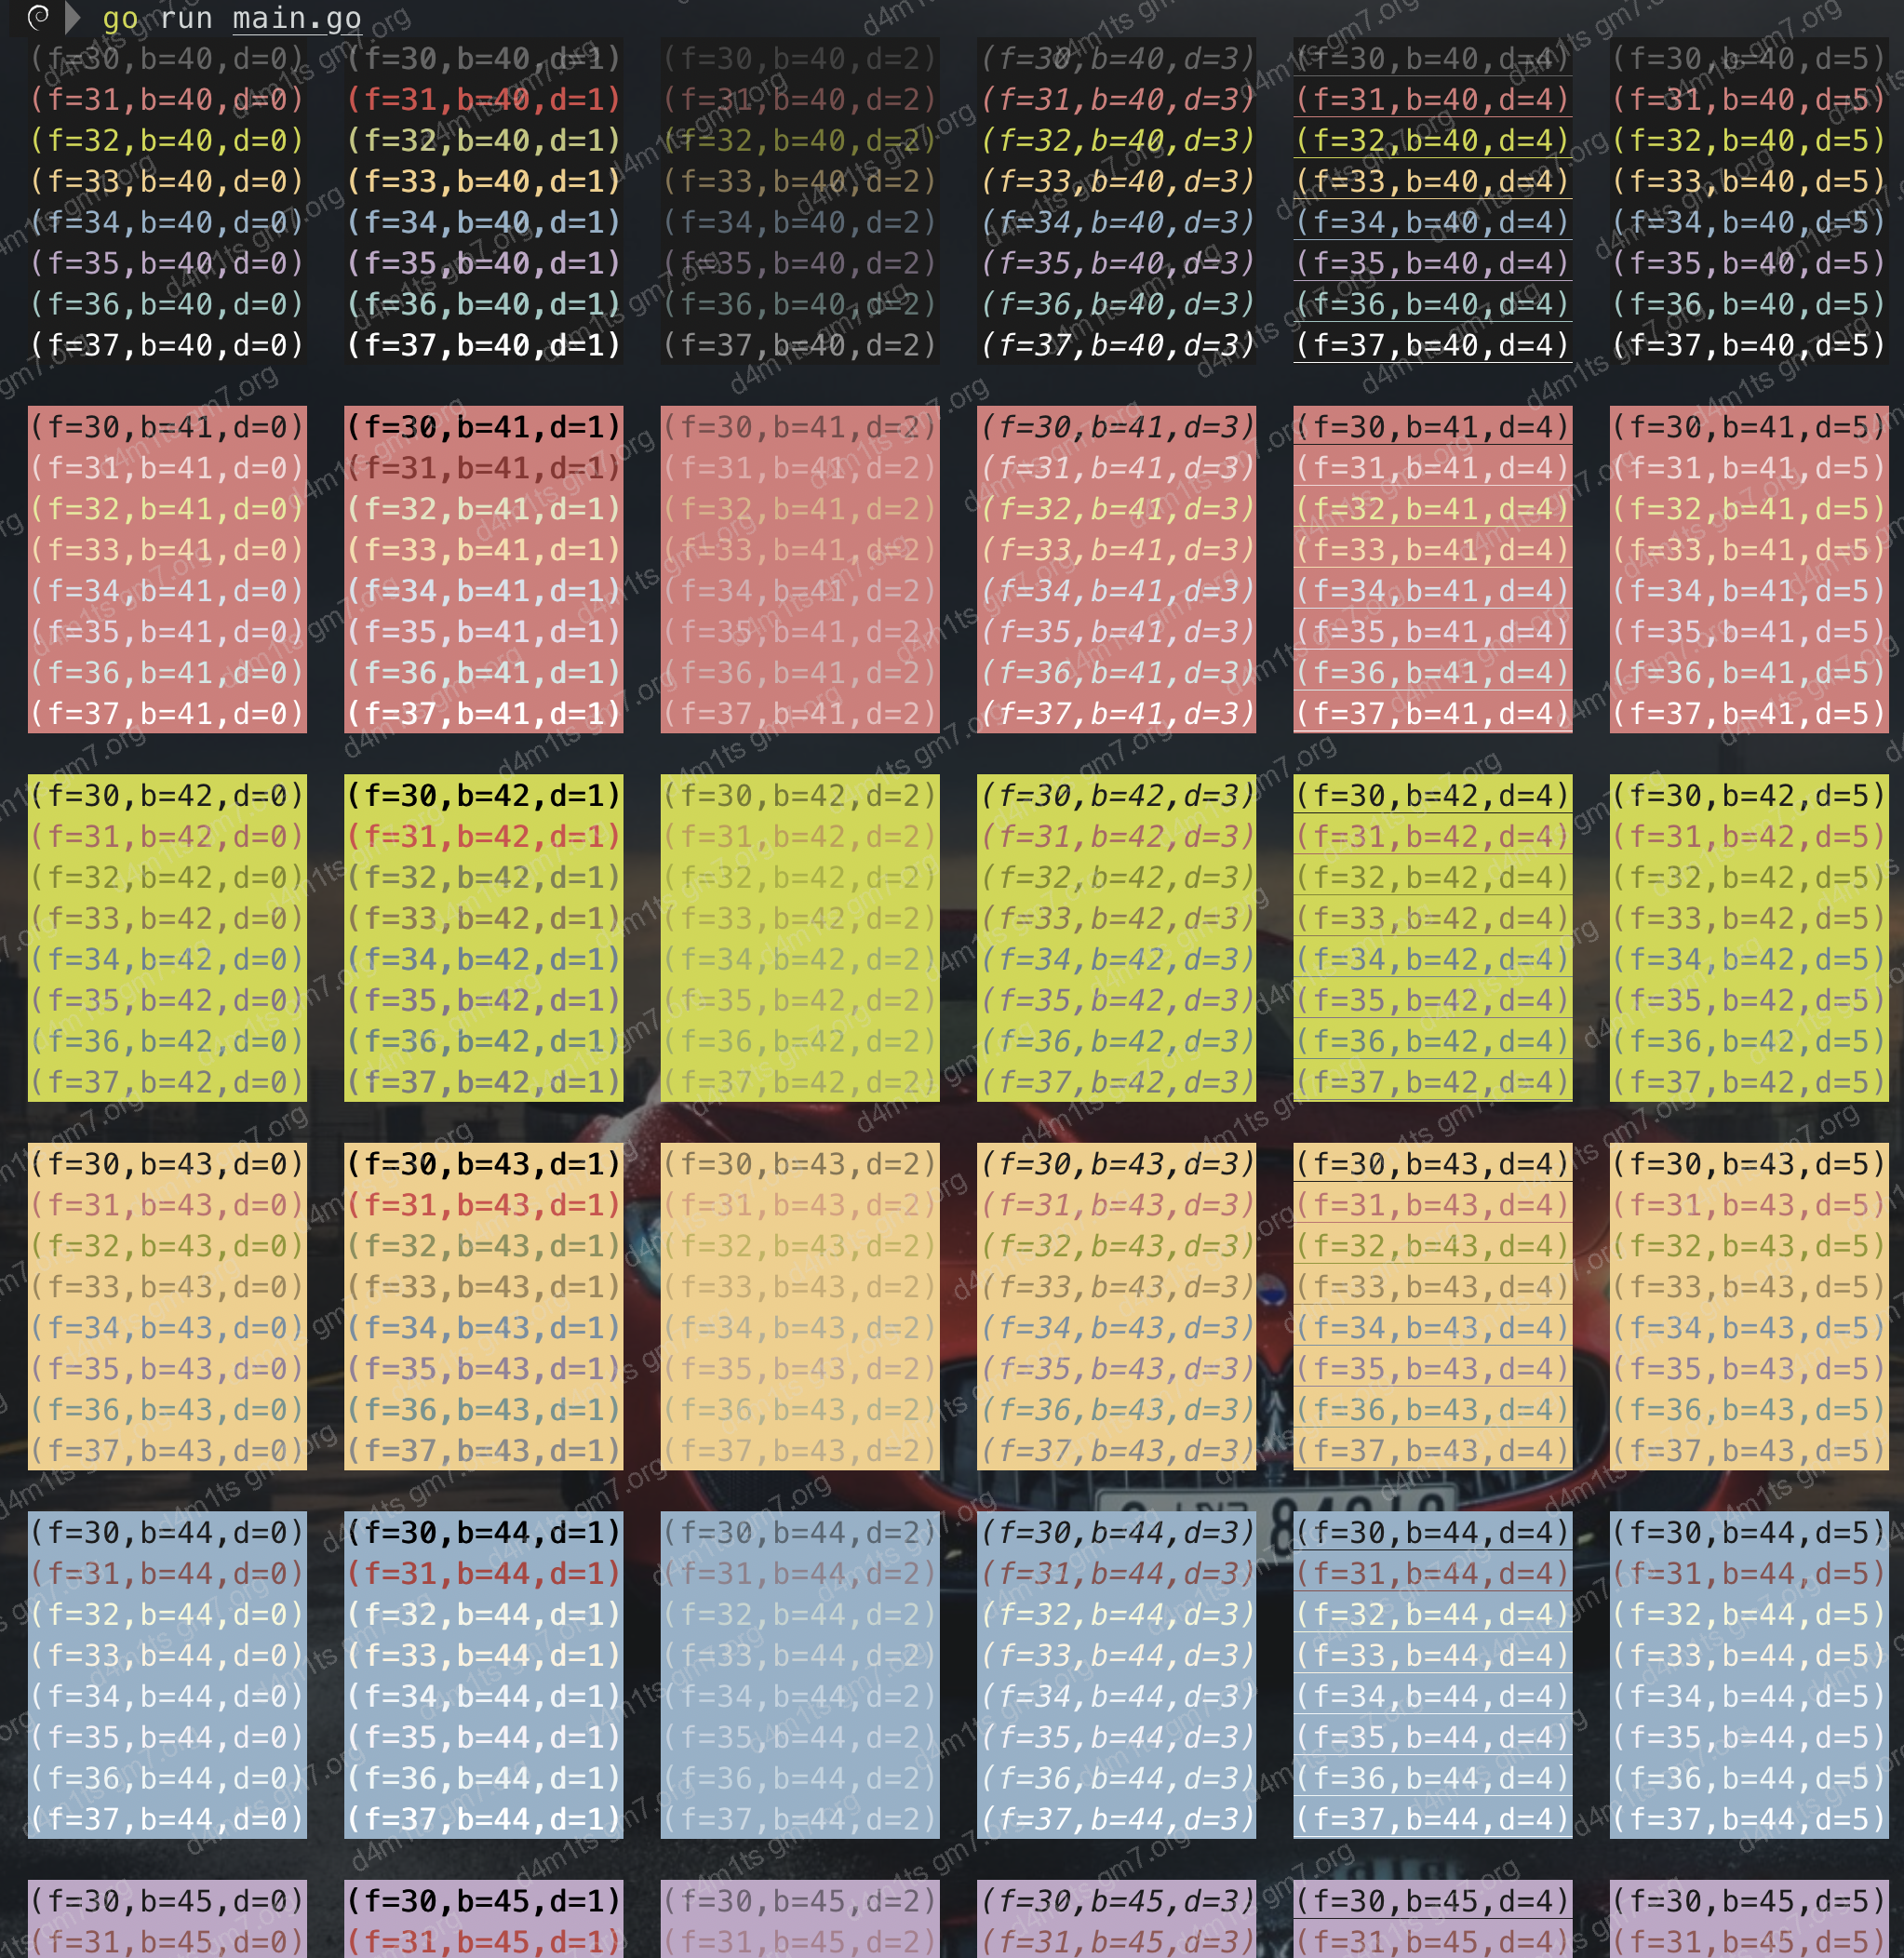 go run main.go
(f=30,b=40,d=0) (f=30,b=40,d=1) (f=30,b=40,d=2) (f=30,b=40,d=3) (f=30,b=40,d=4) (f=30,b=40,d=5)
(f=31,b=40,d=0) (f=31,b=40,d=1) (f=31,b=40,d=2) (f=31,b=40,d=3) (f=31,b=40,d=4) (f=31,b=40,d=5)
(f=32,b=40,d=0) (f=32,b=40,d=1) (f=32,b=40,d=2) (f=32,b=40,d=3) (f=32,b=40,d=4) (f=32,b=40,d=5)
(f=33,b=40,d=0) (f=33,b=40,d=1) (f=33,b=40,d=2) (f=33,b=40,d=3) (f=33,b=40,d=4) (f=33,b=40,d=5)
(f=34,b=40,d=0) (f=34,b=40,d=1) (f=34,b=40,d=2) (f=34,b=40,d=3) (f=34,b=40,d=4) (f=34,b=40,d=5)
(f=35,b=40,d=0) (f=35,b=40,d=1) (f=35,b=40,d=2) (f=35,b=40,d=3) (f=35,b=40,d=4) (f=35,b=40,d=5)
(f=36,b=40,d=0) (f=36,b=40,d=1) (f=36,b=40,d=2) (f=36,b=40,d=3) (f=36,b=40,d=4) (f=36,b=40,d=5)
(f=37,b=40,d=0) (f=37,b=40,d=1) (f=37,b=40,d=2) (f=37,b=40,d=3) (f=37,b=40,d=4) (f=37,b=40,d=5)
(f=30,b=41,d=0) (f=30,b=41,d=1) (f=30,b=41,d=2) (f=30,b=41,d=3) (f=30,b=41,d=4) (f=30,b=41,d=5)
(f=31,b=41,d=0) (f=31,b=41,d=1) (f=31,b=41,d=2) (f=31,b=41,d=3) (f=31,b=41,d=4) (f=31,b=41,d=5)
(f=32,b=41,d=0) (f=32,b=41,d=1) (f=32,b=41,d=2) (f=32,b=41,d=3) (f=32,b=41,d=4) (f=32,b=41,d=5)
(f=33,b=41,d=0) (f=33,b=41,d=1) (f=33,b=41,d=2) (f=33,b=41,d=3) (f=33,b=41,d=4) (f=33,b=41,d=5)
(f=34,b=41,d=0) (f=34,b=41,d=1) (f=34,b=41,d=2) (f=34,b=41,d=3) (f=34,b=41,d=4) (f=34,b=41,d=5)
(f=35,b=41,d=0) (f=35,b=41,d=1) (f=35,b=41,d=2) (f=35,b=41,d=3) (f=35,b=41,d=4) (f=35,b=41,d=5)
(f=36,b=41,d=0) (f=36,b=41,d=1) (f=36,b=41,d=2) (f=36,b=41,d=3) (f=36,b=41,d=4) (f=36,b=41,d=5)
(f=37,b=41,d=0) (f=37,b=41,d=1) (f=37,b=41,d=2) (f=37,b=41,d=3) (f=37,b=41,d=4) (f=37,b=41,d=5)
(f=30,b=42,d=0) (f=30,b=42,d=1) (f=30,b=42,d=2) (f=30,b=42,d=3) (f=30,b=42,d=4) (f=30,b=42,d=5)
(f=31,b=42,d=0) (f=31,b=42,d=1) (f=31,b=42,d=2) (f=31,b=42,d=3) (f=31,b=42,d=4) (f=31,b=42,d=5)
(f=32,b=42,d=0) (f=32,b=42,d=1) (f=32,b=42,d=2) (f=32,b=42,d=3) (f=32,b=42,d=4) (f=32,b=42,d=5)
(f=33,b=42,d=0) (f=33,b=42,d=1) (f=33,b=42,d=2) (f=33,b=42,d=3) (f=33,b=42,d=4) (f=33,b=42,d=5)
(f=34,b=42,d=0) (f=34,b=42,d=1) (f=34,b=42,d=2) (f=34,b=42,d=3) (f=34,b=42,d=4) (f=34,b=42,d=5)
(f=35,b=42,d=0) (f=35,b=42,d=1) (f=35,b=42,d=2) (f=35,b=42,d=3) (f=35,b=42,d=4) (f=35,b=42,d=5)
(f=36,b=42,d=0) (f=36,b=42,d=1) (f=36,b=42,d=2) (f=36,b=42,d=3) (f=36,b=42,d=4) (f=36,b=42,d=5)
(f=37,b=42,d=0) (f=37,b=42,d=1) (f=37,b=42,d=2) (f=37,b=42,d=3) (f=37,b=42,d=4) (f=37,b=42,d=5)
(f=30,b=43,d=0) (f=30,b=43,d=1) (f=30,b=43,d=2) (f=30,b=43,d=3) (f=30,b=43,d=4) (f=30,b=43,d=5)
(f=31,b=43,d=0) (f=31,b=43,d=1) (f=31,b=43,d=2) (f=31,b=43,d=3) (f=31,b=43,d=4) (f=31,b=43,d=5)
(f=32,b=43,d=0) (f=32,b=43,d=1) (f=32,b=43,d=2) (f=32,b=43,d=3) (f=32,b=43,d=4) (f=32,b=43,d=5)
(f=33,b=43,d=0) (f=33,b=43,d=1) (f=33,b=43,d=2) (f=33,b=43,d=3) (f=33,b=43,d=4) (f=33,b=43,d=5)
(f=34,b=43,d=0) (f=34,b=43,d=1) (f=34,b=43,d=2) (f=34,b=43,d=3) (f=34,b=43,d=4) (f=34,b=43,d=5)
(f=35,b=43,d=0) (f=35,b=43,d=1) (f=35,b=43,d=2) (f=35,b=43,d=3) (f=35,b=43,d=4) (f=35,b=43,d=5)
(f=36,b=43,d=0) (f=36,b=43,d=1) (f=36,b=43,d=2) (f=36,b=43,d=3) (f=36,b=43,d=4) (f=36,b=43,d=5)
(f=37,b=43,d=0) (f=37,b=43,d=1) (f=37,b=43,d=2) (f=37,b=43,d=3) (f=37,b=43,d=4) (f=37,b=43,d=5)
(f=30,b=44,d=0) (f=30,b=44,d=1) (f=30,b=44,d=2) (f=30,b=44,d=3) (f=30,b=44,d=4) (f=30,b=44,d=5)
(f=31,b=44,d=0) (f=31,b=44,d=1) (f=31,b=44,d=2) (f=31,b=44,d=3) (f=31,b=44,d=4) (f=31,b=44,d=5)
(f=32,b=44,d=0) (f=32,b=44,d=1) (f=32,b=44,d=2) (f=32,b=44,d=3) (f=32,b=44,d=4) (f=32,b=44,d=5)
(f=33,b=44,d=0) (f=33,b=44,d=1) (f=33,b=44,d=2) (f=33,b=44,d=3) (f=33,b=44,d=4) (f=33,b=44,d=5)
(f=34,b=44,d=0) (f=34,b=44,d=1) (f=34,b=44,d=2) (f=34,b=44,d=3) (f=34,b=44,d=4) (f=34,b=44,d=5)
(f=35,b=44,d=0) (f=35,b=44,d=1) (f=35,b=44,d=2) (f=35,b=44,d=3) (f=35,b=44,d=4) (f=35,b=44,d=5)
(f=36,b=44,d=0) (f=36,b=44,d=1) (f=36,b=44,d=2) (f=36,b=44,d=3) (f=36,b=44,d=4) (f=36,b=44,d=5)
(f=37,b=44,d=0) (f=37,b=44,d=1) (f=37,b=44,d=2) (f=37,b=44,d=3) (f=37,b=44,d=4) (f=37,b=44,d=5)
(f=30,b=45,d=0) (f=30,b=45,d=1) (f=30,b=45,d=2) (f=30,b=45,d=3) (f=30,b=45,d=4) (f=30,b=45,d=5)
(f=31,b=45,d=0) (f=31,b=45,d=1) (f=31,b=45,d=2) (f=31,b=45,d=3) (f=31,b=45,d=4) (f=31,b=45,d=5)
d4m1ts gm7.org